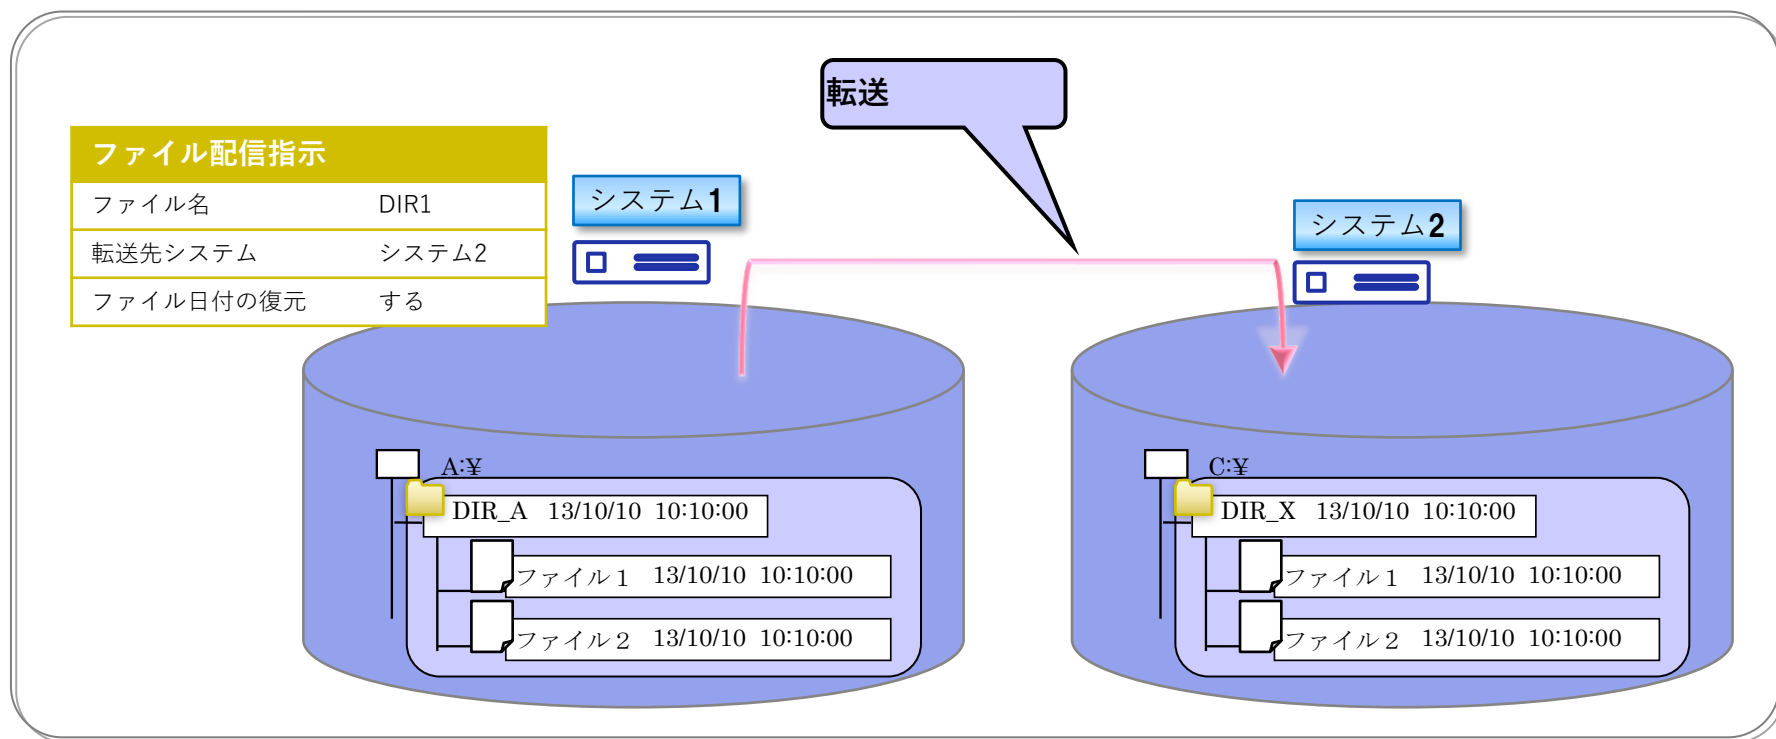 転送
ファイル配信指示
ファイル名 DIR1
転送先システム システム2
ファイル日付の復元 する
システム1
システム2
A:¥
DIR_A 13/10/10 10:10:00
ファイル１ 13/10/10 10:10:00
ファイル２ 13/10/10 10:10:00
C:¥
DIR_X 13/10/10 10:10:00
ファイル１ 13/10/10 10:10:00
ファイル２ 13/10/10 10:10:00